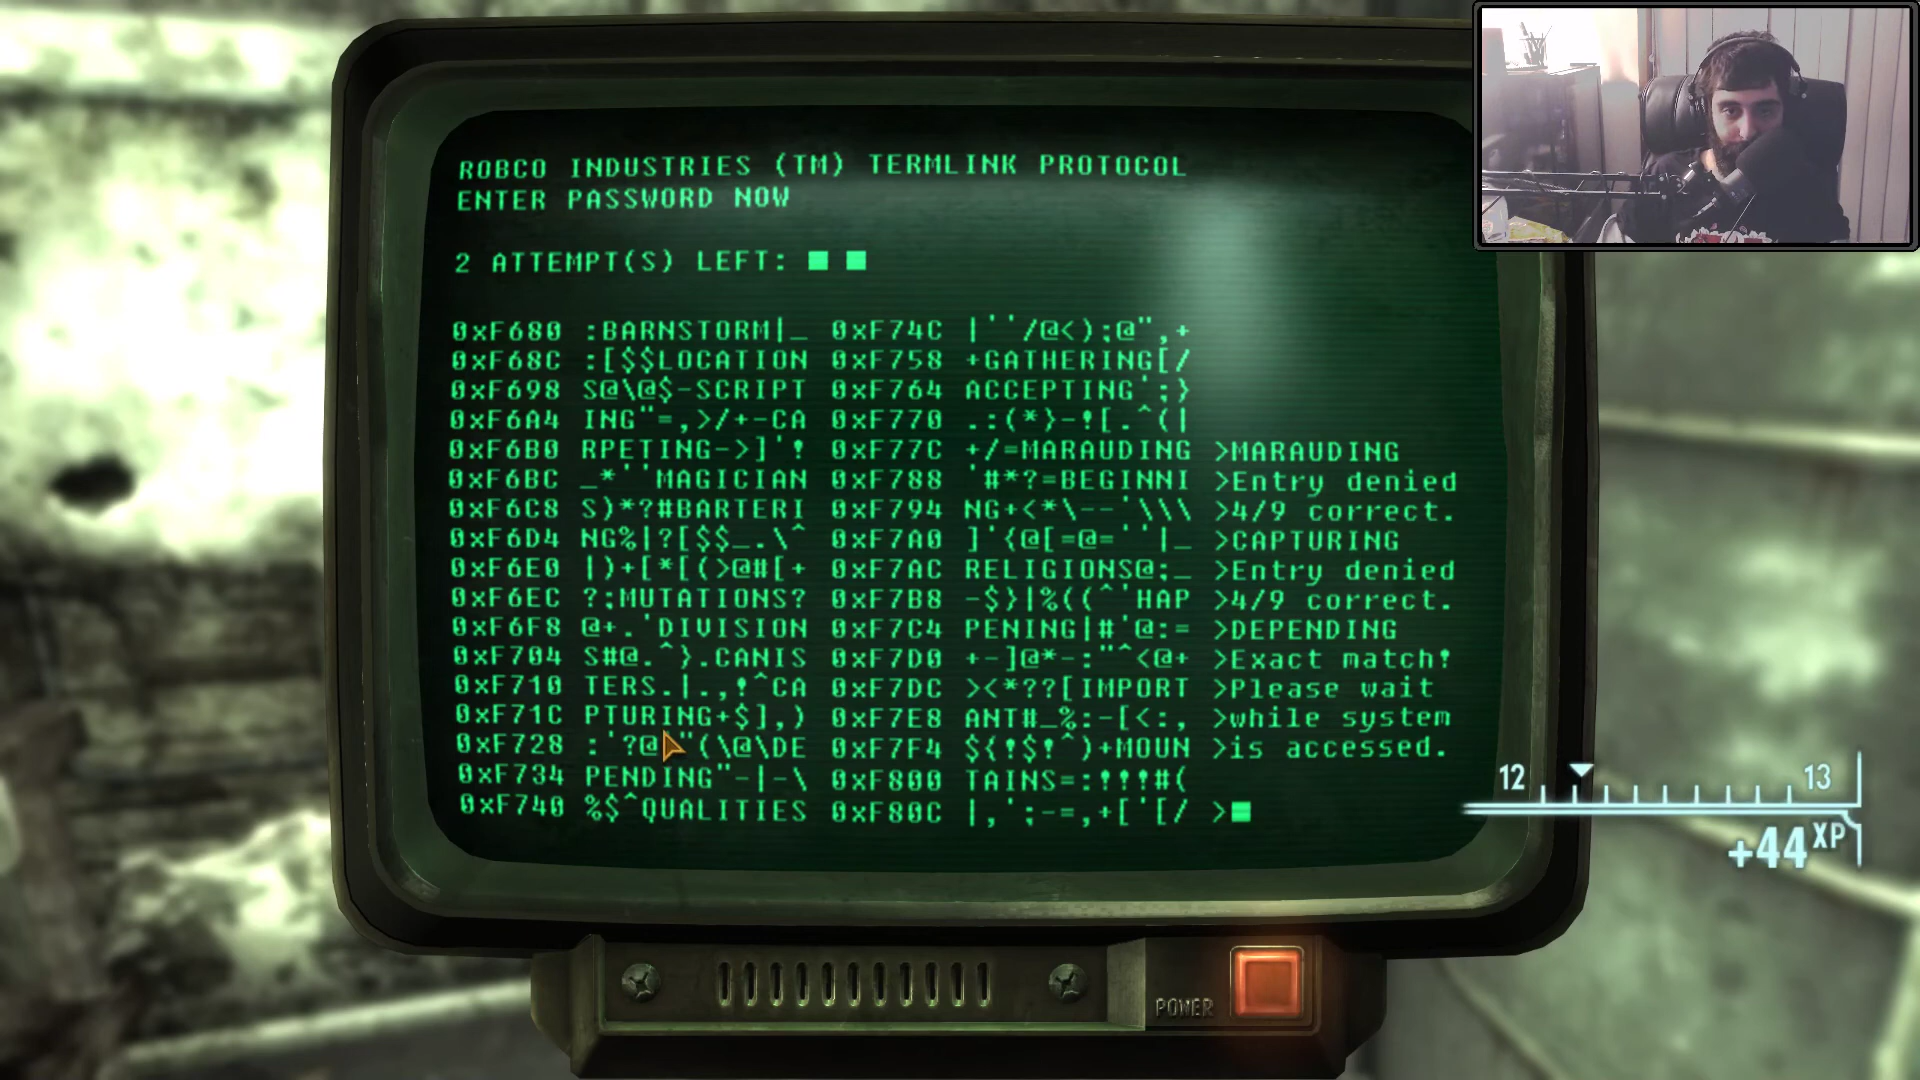 ROBCO INDUSTRIES (TM) TERMLINK PROTOCOL
ENTER PASSWORD NOW
2 ATTEMPT(S) LEFT: ■ ■
0xF680 :BARNSTORM|_
0xF68C :[$$LOCATION
0xF698 S@\@$-SCRIPT
0xF6A4 ING"=,>/+-CA
0xF6B0 RPETING->]'!
0xF6BC _*''MAGICIAN
0xF6C8 S)*?#BARTERI
0xF6D4 NG%|?[$$_.\^
0xF6E0 |)+[*[(>@#[+
0xF6EC ?;MUTATIONS?
0xF6F8 @+.'DIVISION
0xF704 S#@.^}.CANIS
0xF710 TERS.|.,!^CA
0xF71C PTURING+$],)
0xF728 :'?@ "(\@\DE
0xF734 PENDING"-|-\
0xF740 %$^QUALITIES
0xF74C |''/@<);@",+
0xF758 +GATHERING[/
0xF764 ACCEPTING';}
0xF770 .:(*}-![.^(|
0xF77C +/=MARAUDING
0xF788 '#*?=BEGINNI
0xF794 NG+<*\--'\\\
0xF7A0 ]'{@[=@=''|_
0xF7AC RELIGIONS@;_
0xF7B8 -$}|%((^'HAP
0xF7C4 PENING|#'@:=
0xF7D0 +-]@*-:"^<@+
0xF7DC ><*??[IMPORT
0xF7E8 ANT#_%:-[<:,
0xF7F4 ${!$!^)+MOUN
0xF800 TAINS=:!!!#(
0xF80C |,';-=,+['[/
>MARAUDING
>Entry denied
>4/9 correct.
>CAPTURING
>Entry denied
>4/9 correct.
>DEPENDING
>Exact match!
>Please wait
>while system
>is accessed.
>■
12 13
+44 XP
POWER